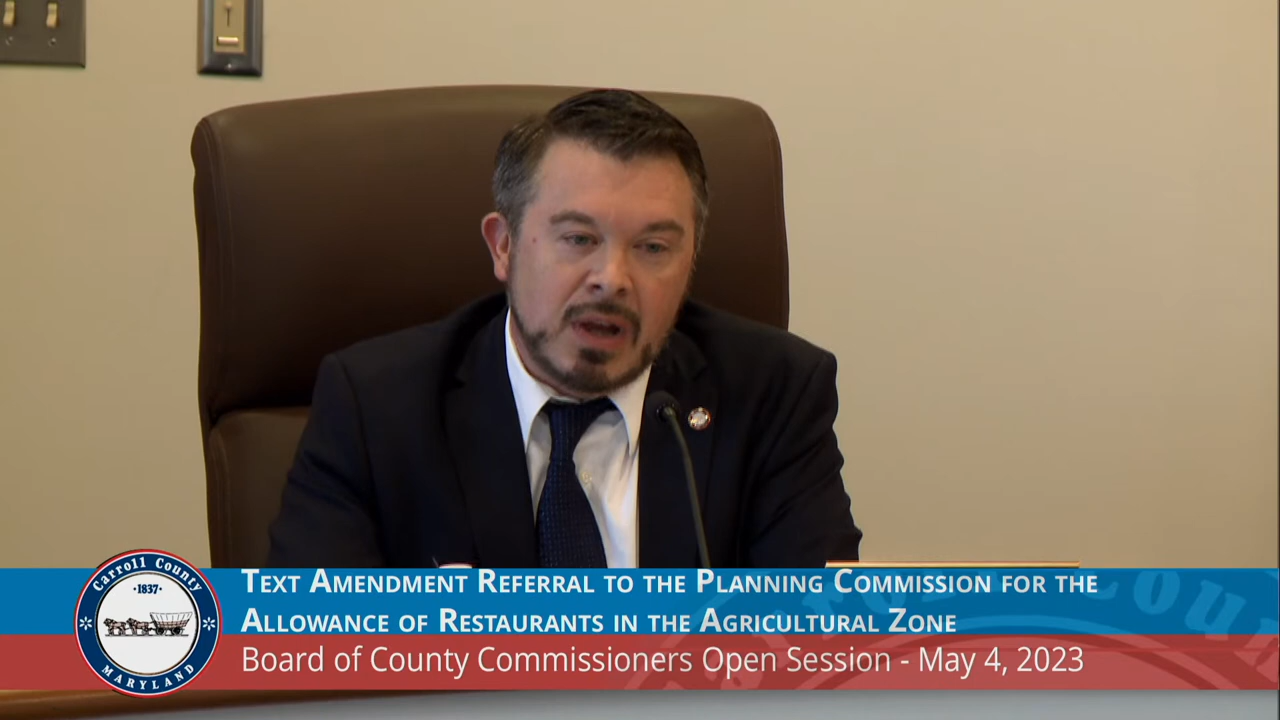 Text Amendment Referral to the Planning Commission for the
Allowance of Restaurants in the Agricultural Zone
Board of County Commissioners Open Session - May 4, 2023
Carroll County
·1837·
MARYLAND